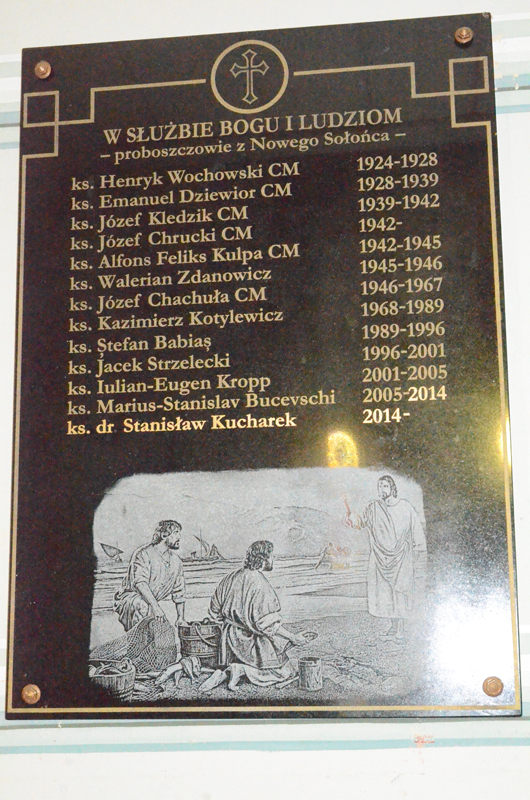 W SŁUŻBIE BOGU I LUDZIOM
– proboszczowie z Nowego Sołońca –
ks. Henryk Wochowski CM 1924-1928
ks. Emanuel Dziewior CM 1928-1939
ks. Józef Kledzik CM 1939-1942
ks. Józef Chrucki CM 1942-
ks. Alfons Feliks Kulpa CM 1942-1945
ks. Walerian Zdanowicz 1945-1946
ks. Józef Chachuła CM 1946-1967
ks. Kazimierz Kotylewicz 1968-1989
ks. Ștefan Babiaș 1989-1996
ks. Jacek Strzelecki 1996-2001
ks. Iulian-Eugen Kropp 2001-2005
ks. Marius-Stanislav Bucevschi 2005-2014
ks. dr. Stanisław Kucharek 2014-